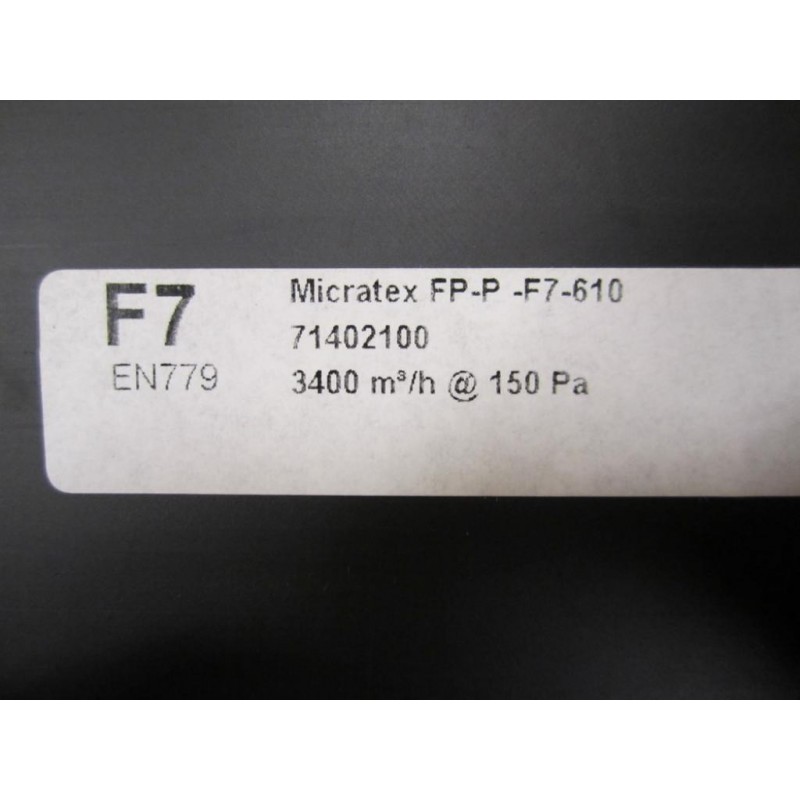 F7
EN779
Micratex FP-P -F7-610
71402100
3400 m³/h @ 150 Pa